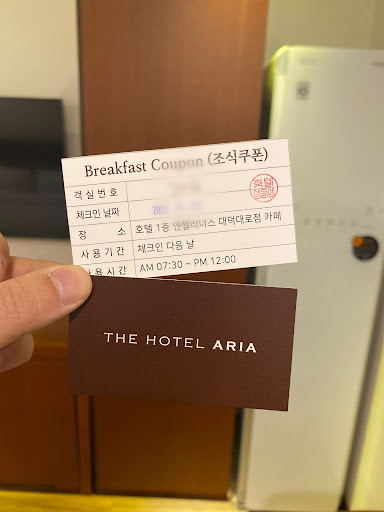 Breakfast Coupon (조식쿠폰)
객 실 번 호
체크인 날짜
장 소 호텔 1층 엔젤리너스 대덕대로점 카페
사 용 기 간 체크인 다음 날
사 용 시 간 AM 07:30 ~ PM 12:00
THE HOTEL ARIA